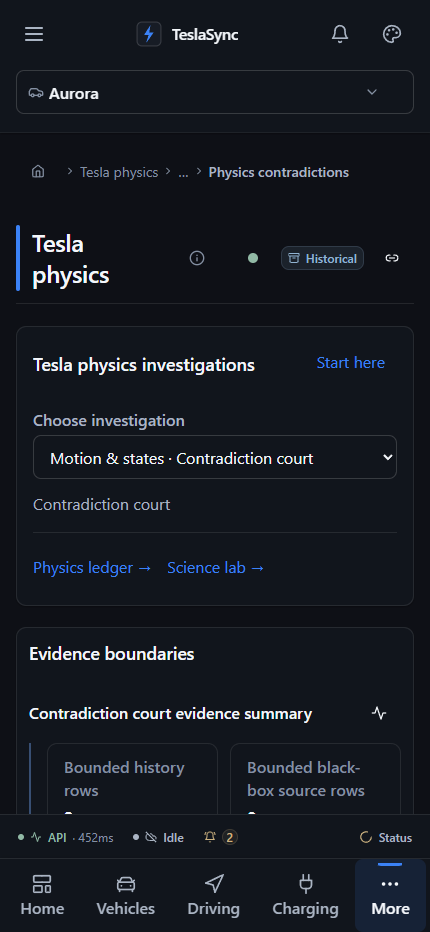 TeslaSync
Aurora
Tesla physics › ... › Physics contradictions
Tesla
physics
Historical
Tesla physics investigations
Start here
Choose investigation
Motion & states · Contradiction court
Contradiction court
Physics ledger →
Science lab →
Evidence boundaries
Contradiction court evidence summary
Bounded history
rows
Bounded black-
box source rows
API · 452ms
Idle
2
Status
Home
Vehicles
Driving
Charging
More